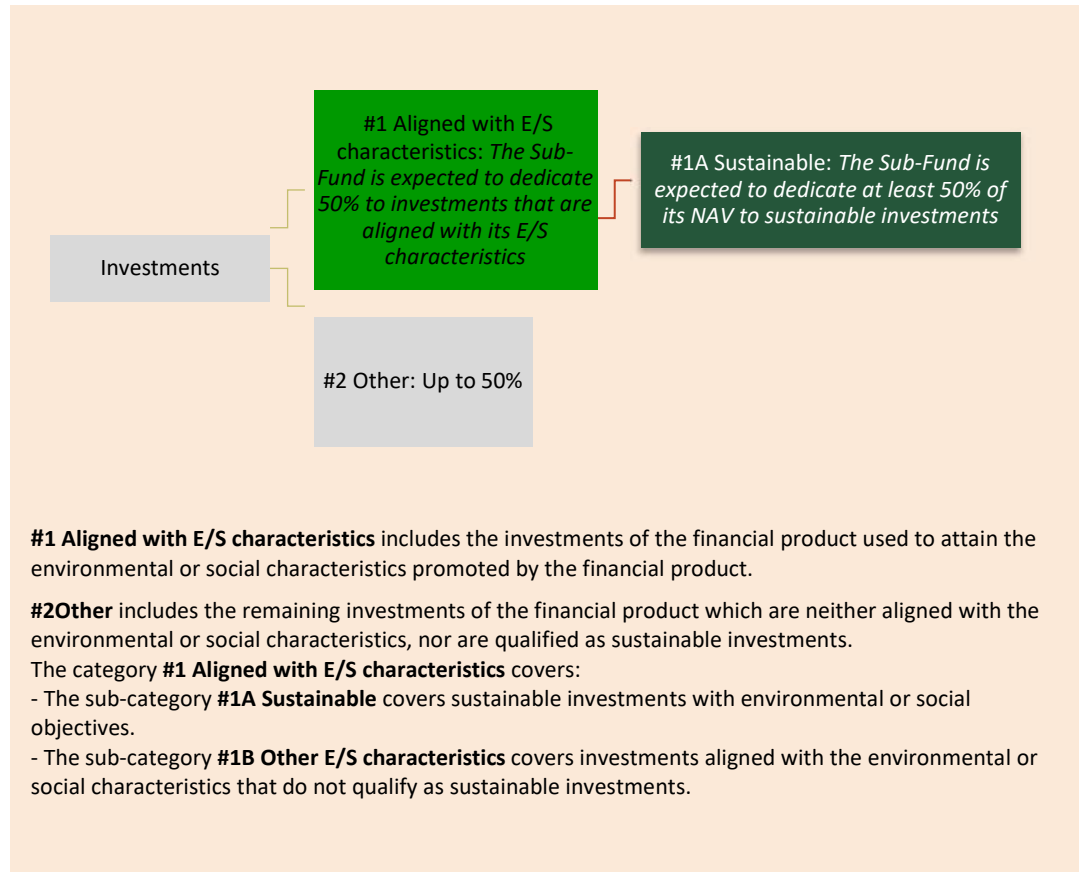 #1 Aligned with E/S
characteristics: The Sub-
Fund is expected to dedicate
50% to investments that are
aligned with its E/S
characteristics
#1A Sustainable: The Sub-Fund is
expected to dedicate at least 50% of
its NAV to sustainable investments
Investments
#2 Other: Up to 50%
#1 Aligned with E/S characteristics includes the investments of the financial product used to attain the
environmental or social characteristics promoted by the financial product.
#2Other includes the remaining investments of the financial product which are neither aligned with the
environmental or social characteristics, nor are qualified as sustainable investments.
The category #1 Aligned with E/S characteristics covers:
- The sub-category #1A Sustainable covers sustainable investments with environmental or social
objectives.
- The sub-category #1B Other E/S characteristics covers investments aligned with the environmental or
social characteristics that do not qualify as sustainable investments.